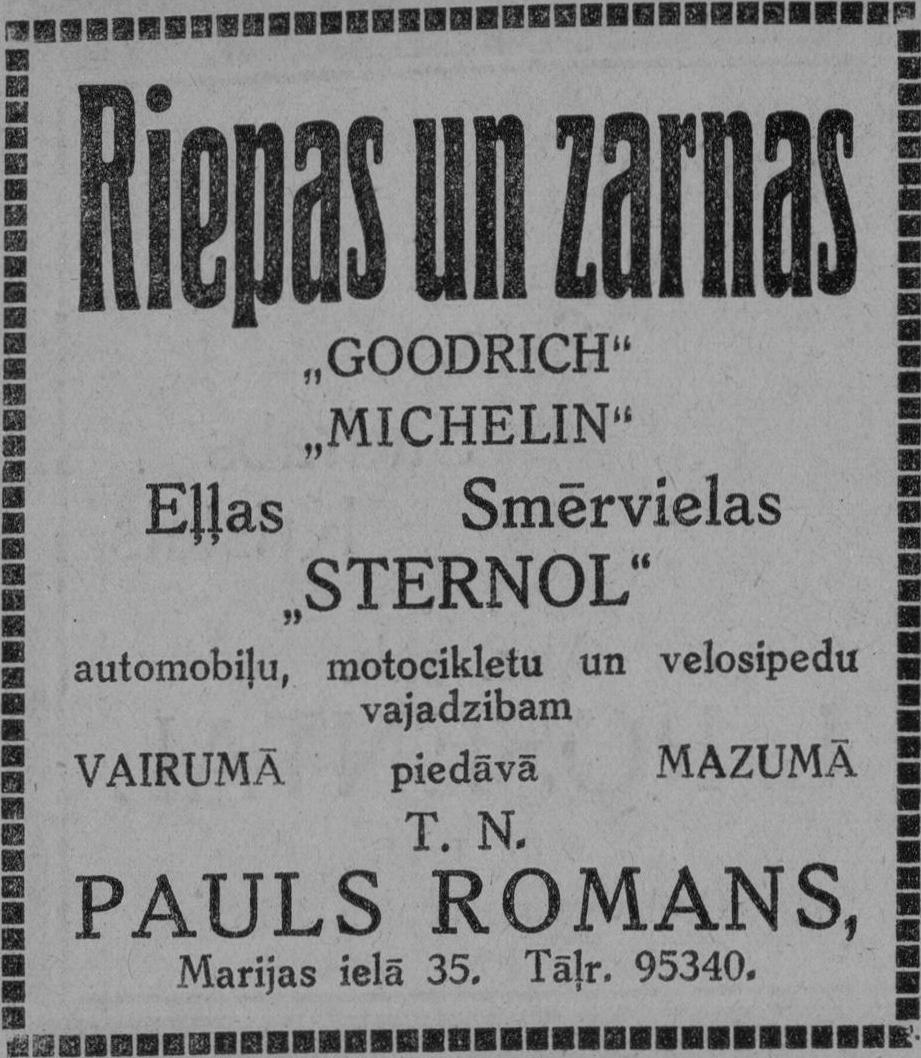 Riepas un zarnas
„GOODRICH“
„MICHELIN“
Eļļas Smērvielas
„STERNOL“
automobiļu, motocikletu un velosipedu
vajadzibam
VAIRUMĀ piedāvā MAZUMĀ
T. N.
PAULS ROMANS,
Marijas ielā 35. Tāļr. 95340.